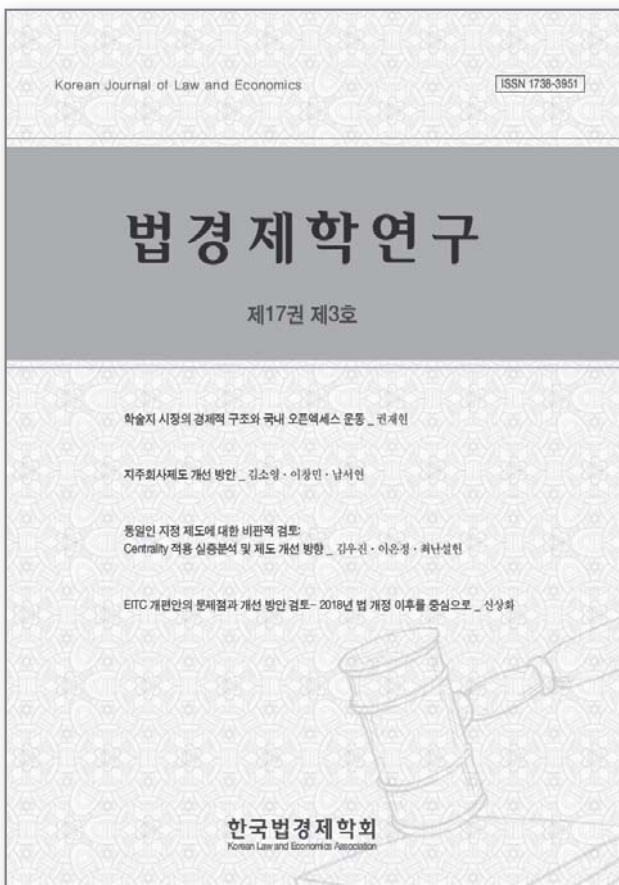 Korean Journal of Law and Economics
ISSN 1738-3951
법경제학연구
제17권 제3호
학술지 시장의 경제적 구조와 국내 오픈엑세스 운동 _ 권재현
지주회사제도 개선 방안 _ 김소영 · 이창민 · 남서현
동일인 지정 제도에 대한 비판적 검토:
Centrality 적용 실증분석 및 제도 개선 방향 _ 김우진 · 이은정 · 최난설헌
EITC 개편안의 문제점과 개선 방안 검토- 2018년 법 개정 이후를 중심으로 _ 신상화
한국법경제학회
Korean Law and Economics Association